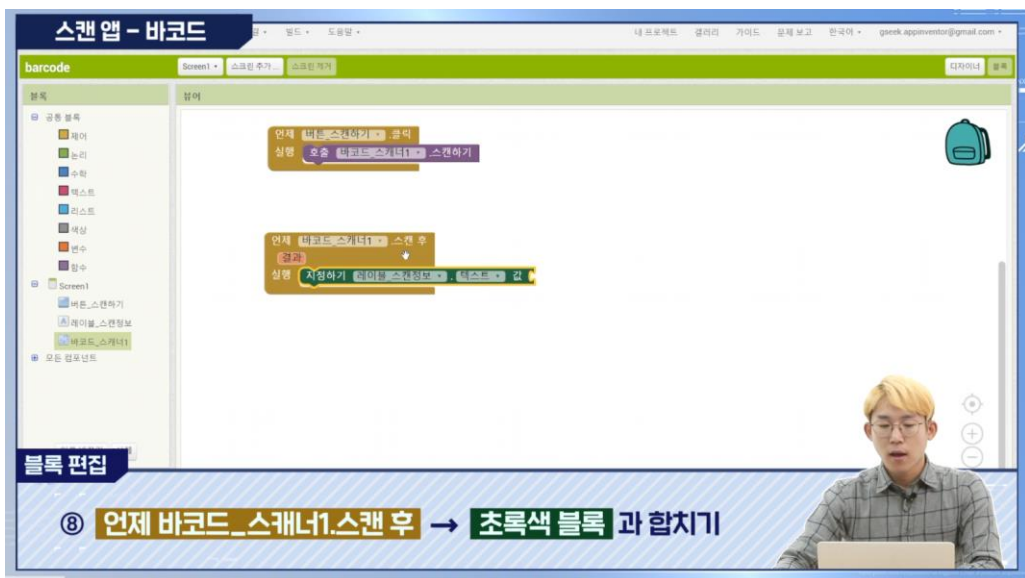 스캔 앱 – 바코드
빌드 · 도움말 ·
내 프로젝트 갤러리 가이드 문제 보고 한국어 · gseek.appinventor@gmail.com ·
barcode
Screen1 · 스크린 추가 ... 스크린 제거
디자이너 블록
블록
뷰어
공통 블록
제어
논리
수학
텍스트
리스트
색상
변수
함수
Screen1
버튼_스캔하기
레이블_스캔정보
바코드_스캐너1
모든 컴포넌트
언제 버튼_스캔하기 .클릭
실행 호출 바코드_스캐너1 .스캔하기
언제 바코드_스캐너1 .스캔 후
결과
실행 지정하기 레이블_스캔정보 . 텍스트 값
블록 편집
⑧ 언제 바코드_스캐너1.스캔 후 → 초록색 블록 과 합치기